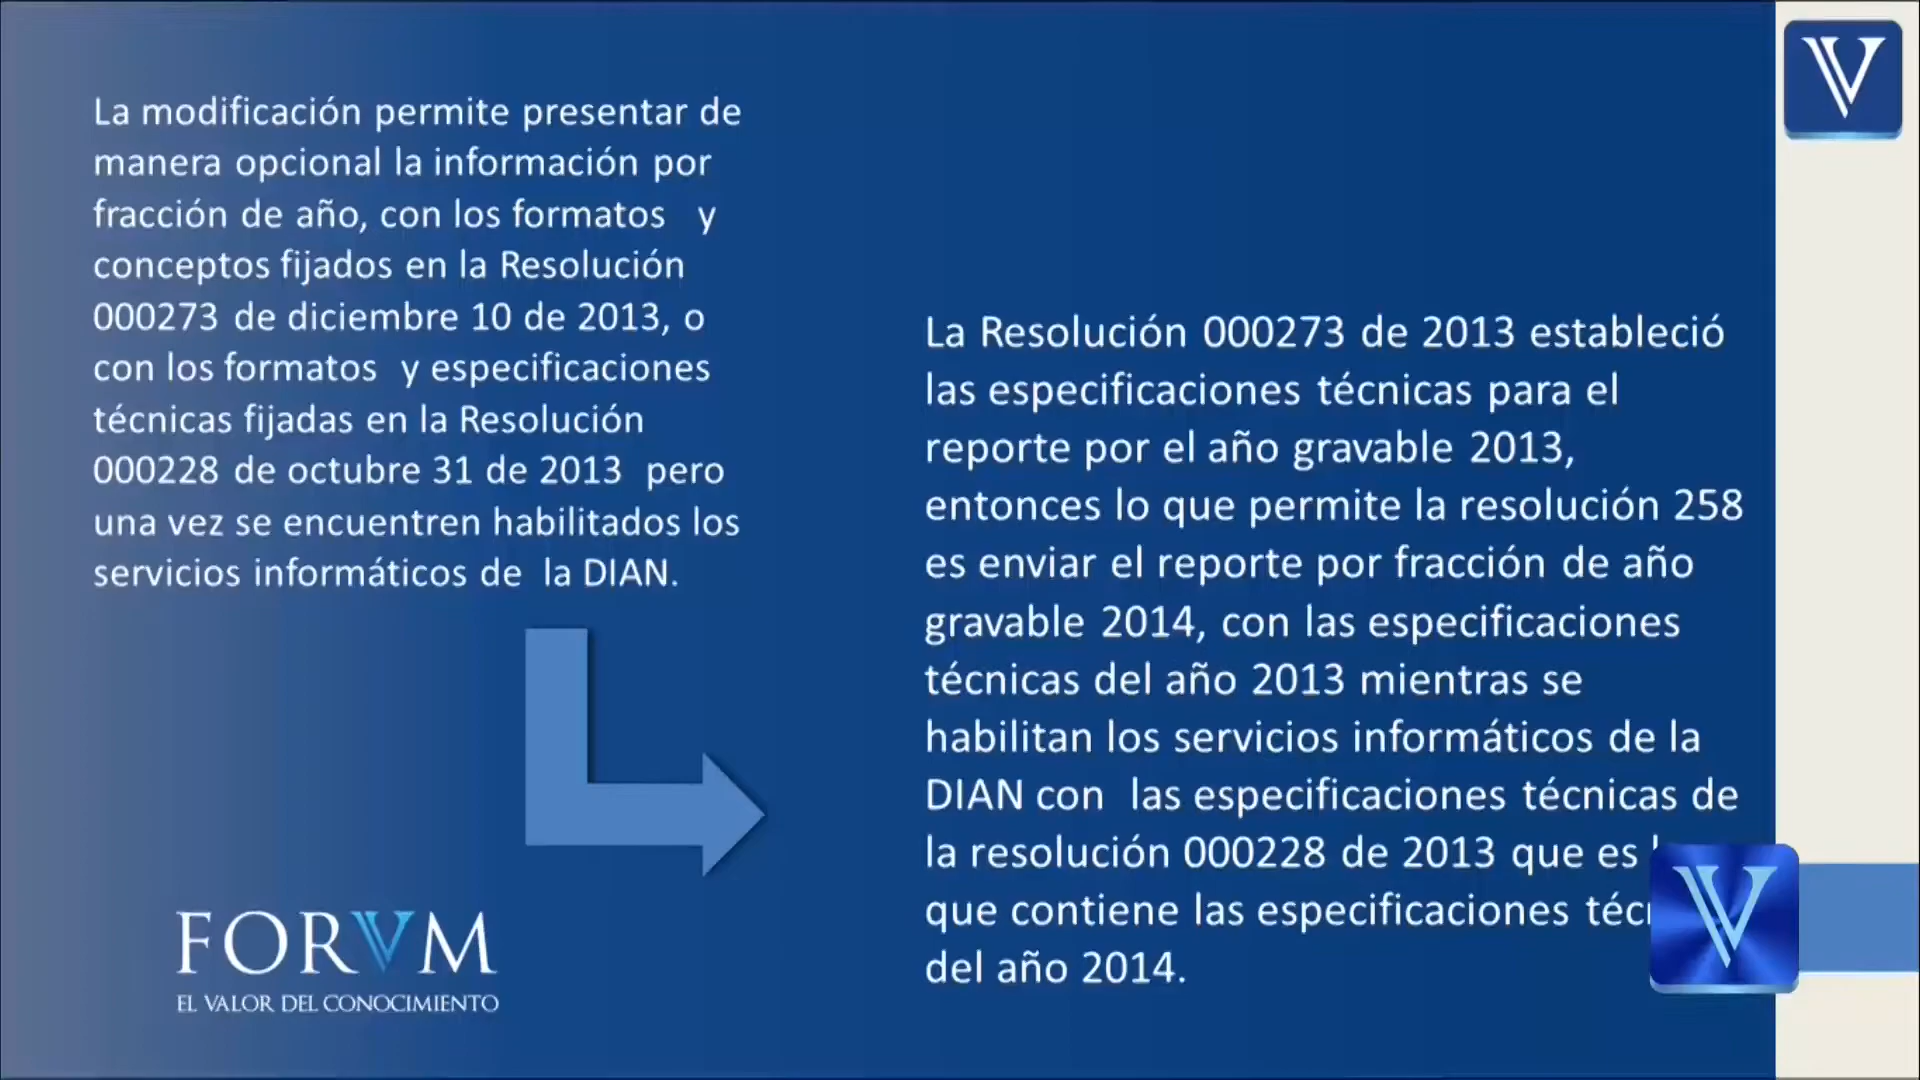 La modificación permite presentar de
manera opcional la información por
fracción de año, con los formatos y
conceptos fijados en la Resolución
000273 de diciembre 10 de 2013, o
con los formatos y especificaciones
técnicas fijadas en la Resolución
000228 de octubre 31 de 2013 pero
una vez se encuentren habilitados los
servicios informáticos de la DIAN.
La Resolución 000273 de 2013 estableció
las especificaciones técnicas para el
reporte por el año gravable 2013,
entonces lo que permite la resolución 258
es enviar el reporte por fracción de año
gravable 2014, con las especificaciones
técnicas del año 2013 mientras se
habilitan los servicios informáticos de la
DIAN con las especificaciones técnicas de
la resolución 000228 de 2013 que es
que contiene las especificaciones
del año 2014.
FORVM
EL VALOR DEL CONOCIMIENTO
V
V